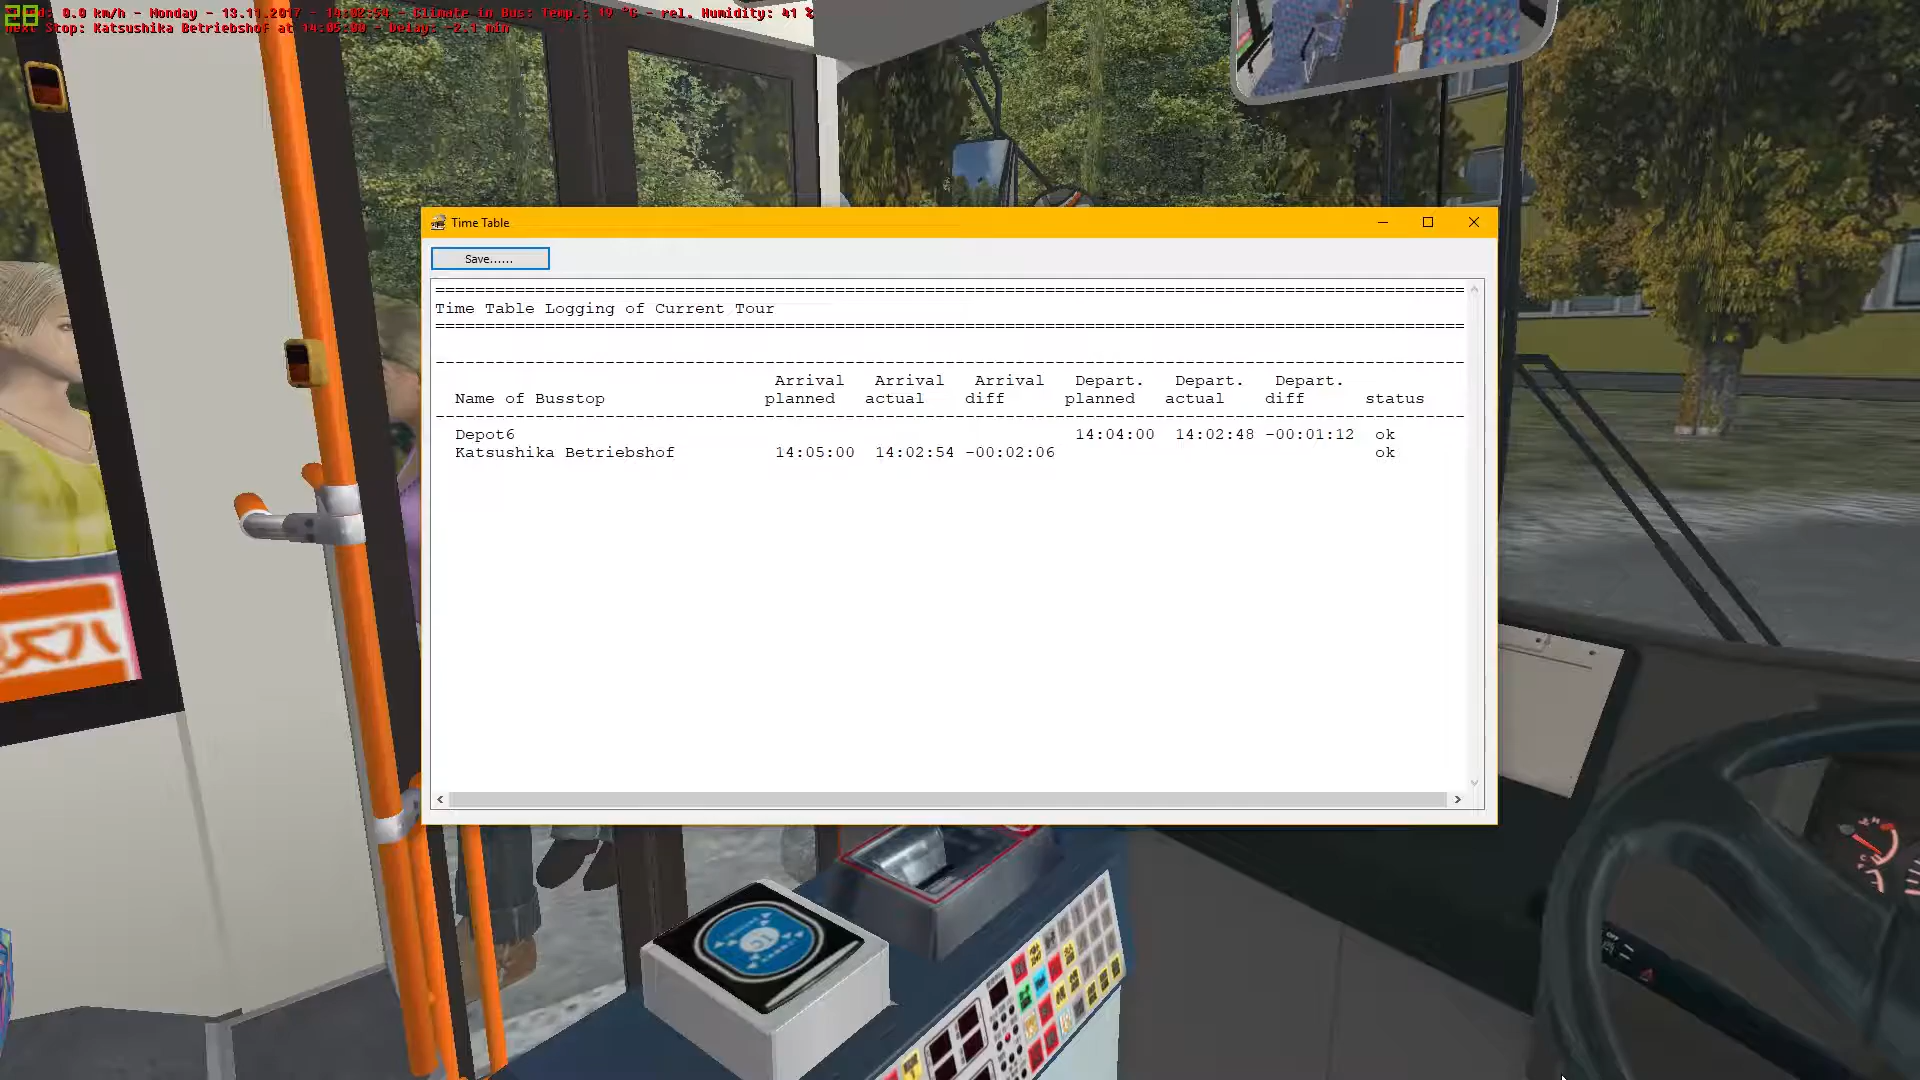 29
0.0 km/h - Monday - 13.11.2017 - 14:02:54 - Climate in Bus: Temp.: 19 °C - rel. Humidity: 41 %
next Stop: Katsushika Betriebshof at 14:05:00 - Delay: -2.1 min
Time Table
Save......
Time Table Logging of Current Tour
Arrival Arrival Arrival Depart. Depart. Depart.
Name of Busstop planned actual diff planned actual diff status
Depot6 14:04:00 14:02:48 -00:01:12 ok
Katsushika Betriebshof 14:05:00 14:02:54 -00:02:06 ok